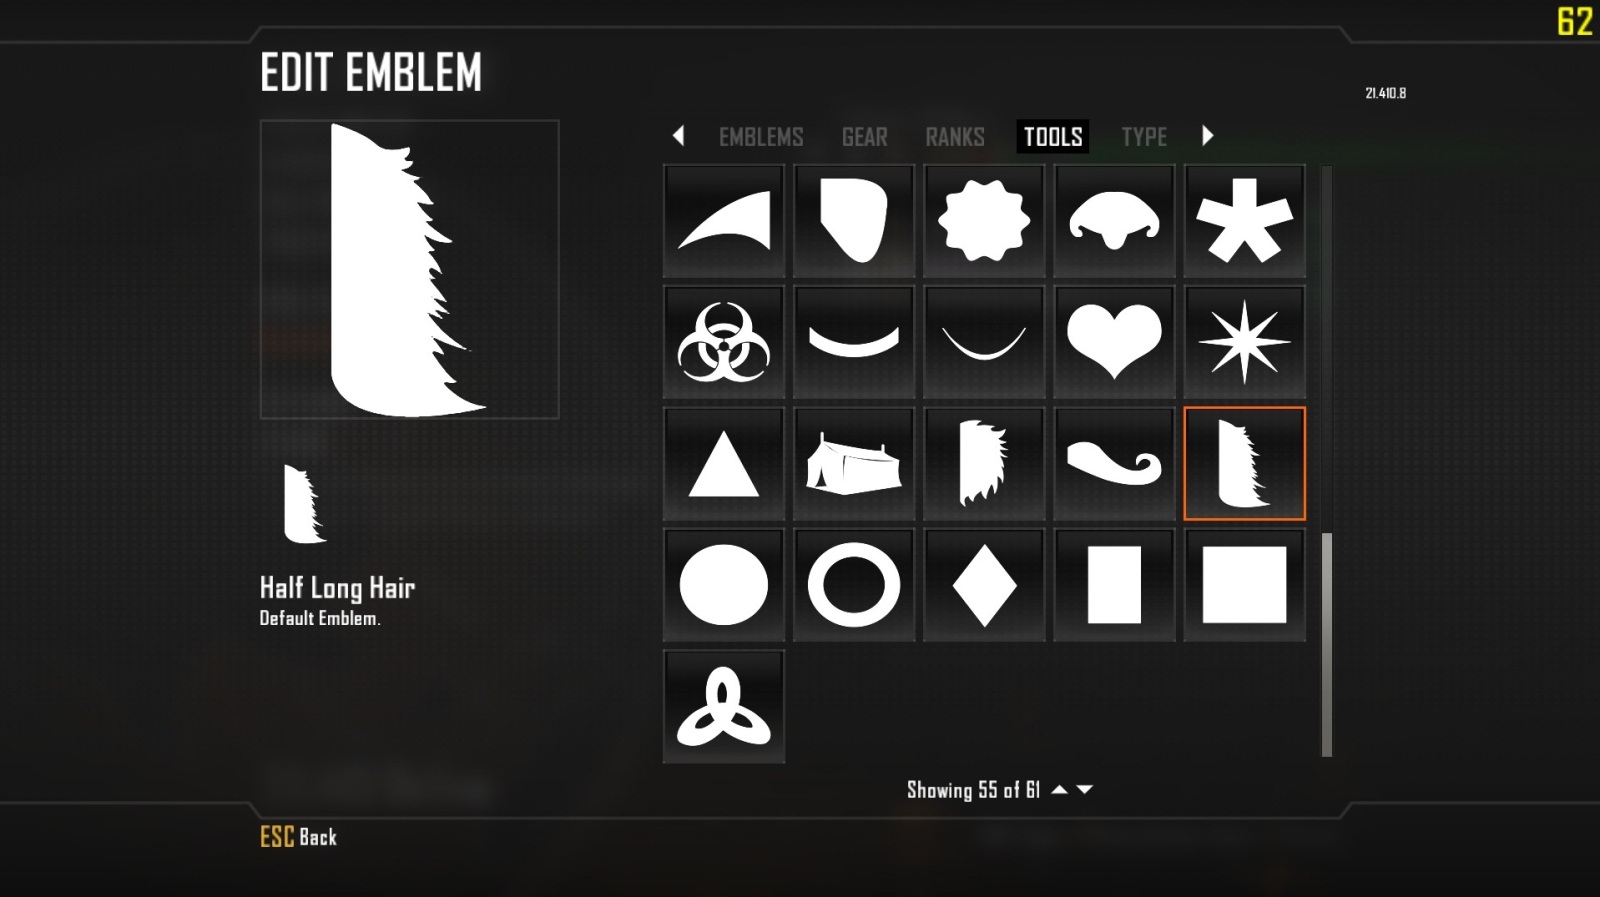 62
EDIT EMBLEM
21.410.8
EMBLEMS GEAR RANKS TOOLS TYPE
Half Long Hair
Default Emblem.
Showing 55 of 61
ESC Back